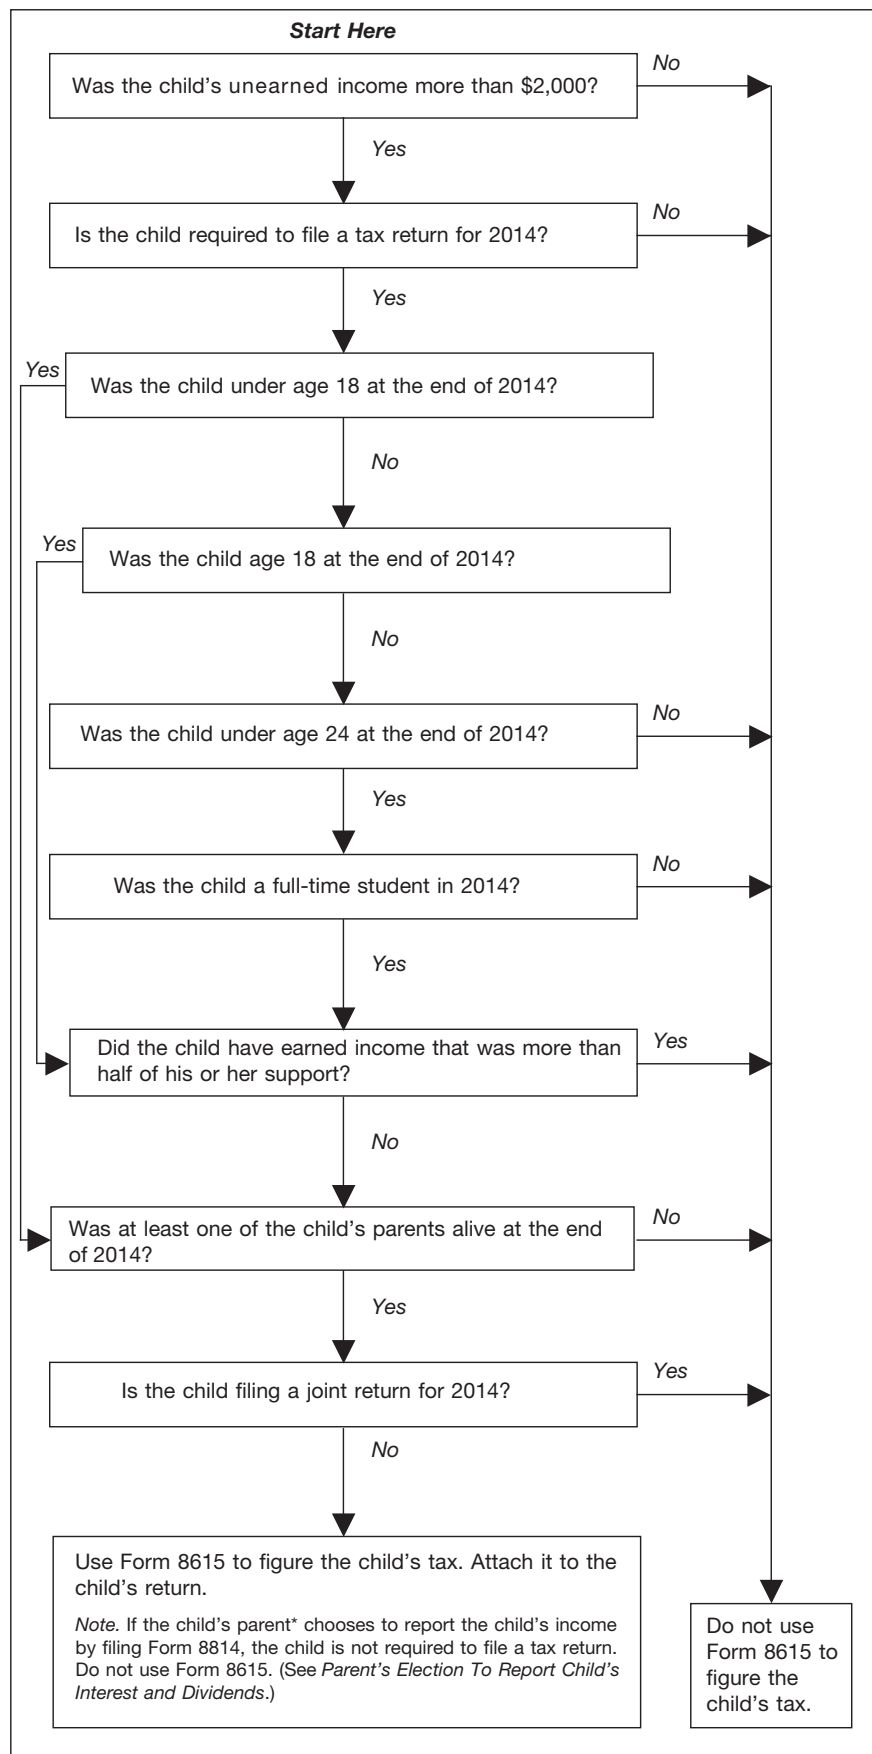 Start Here
Was the child's unearned income more than $2,000?
No
Yes
Is the child required to file a tax return for 2014?
No
Yes
Yes
Was the child under age 18 at the end of 2014?
No
Yes
Was the child age 18 at the end of 2014?
No
Was the child under age 24 at the end of 2014?
No
Yes
Was the child a full-time student in 2014?
No
Yes
Did the child have earned income that was more than
half of his or her support?
Yes
No
Was at least one of the child's parents alive at the end
of 2014?
No
Yes
Is the child filing a joint return for 2014?
Yes
No
Use Form 8615 to figure the child's tax. Attach it to the
child's return.
Note. If the child's parent* chooses to report the child's income
by filing Form 8814, the child is not required to file a tax return.
Do not use Form 8615. (See Parent's Election To Report Child's
Interest and Dividends.)
Do not use
Form 8615 to
figure the
child's tax.